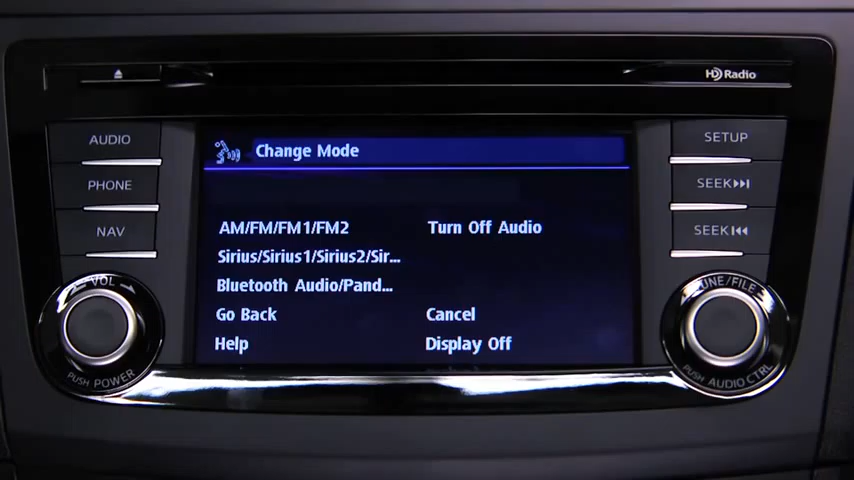 HD Radio
AUDIO
SETUP
Change Mode
PHONE
SEEK
NAV
AM/FM/FM1/FM2 Turn Off Audio
SEEK
Sirius/Sirius1/Sirius2/Sir...
Bluetooth Audio/Pand...
VOL
TUNE/FILE
Go Back Cancel
Help Display Off
PUSH POWER
PUSH AUDIO CTRL